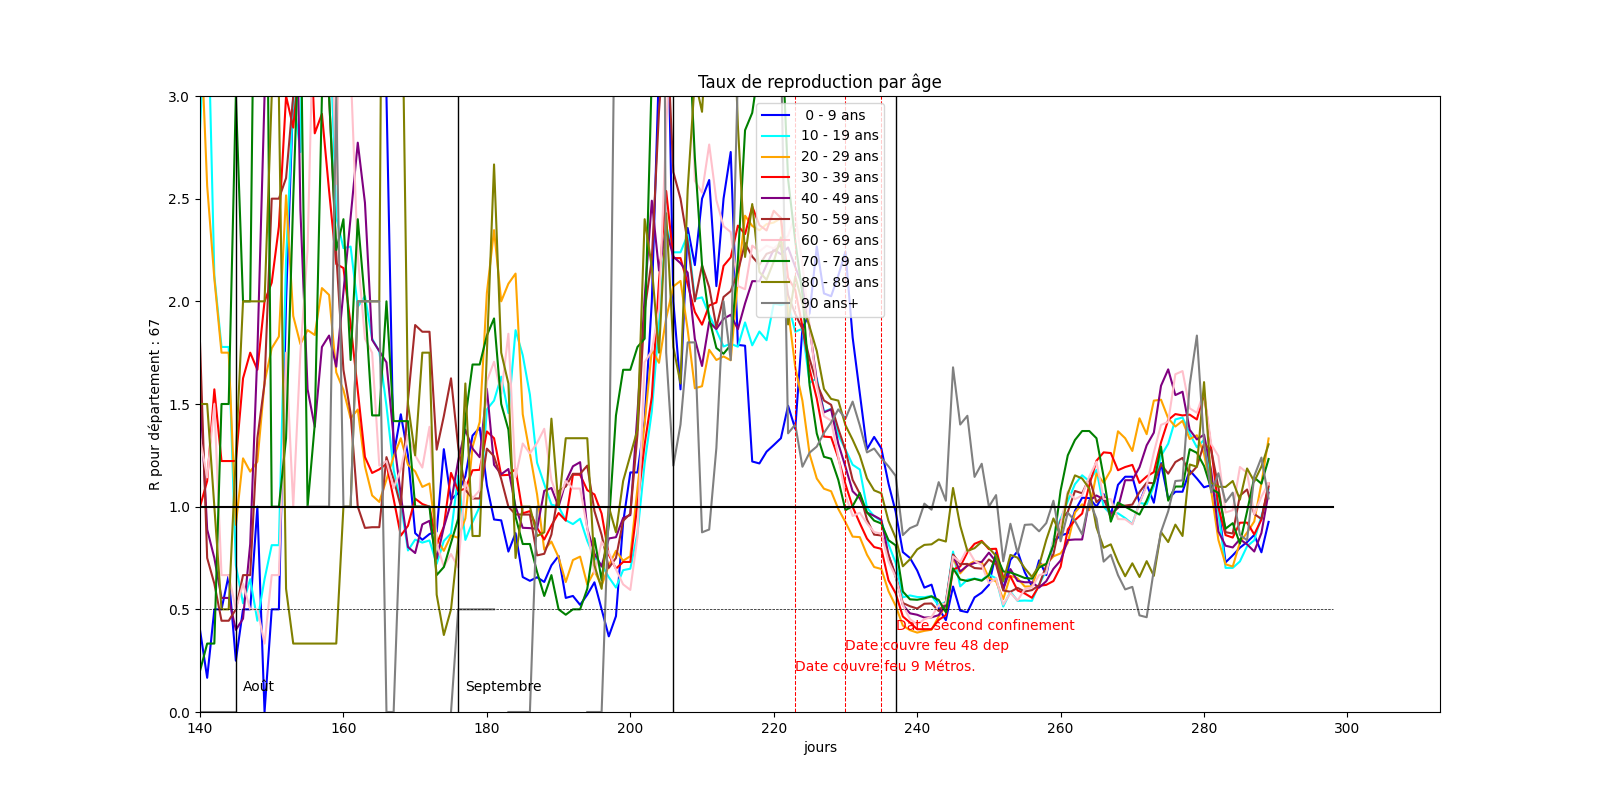 Taux de reproduction par âge
R pour département : 67
3.0
2.5
2.0
1.5
1.0
0.5
0.0
0 - 9 ans
10 - 19 ans
20 - 29 ans
30 - 39 ans
40 - 49 ans
50 - 59 ans
60 - 69 ans
70 - 79 ans
80 - 89 ans
90 ans+
Date second confinement
Date couvre feu 48 dep
Date couvre feu 9 Métros.
Août
Septembre
140 160 180 200 220 240 260 280 300
jours